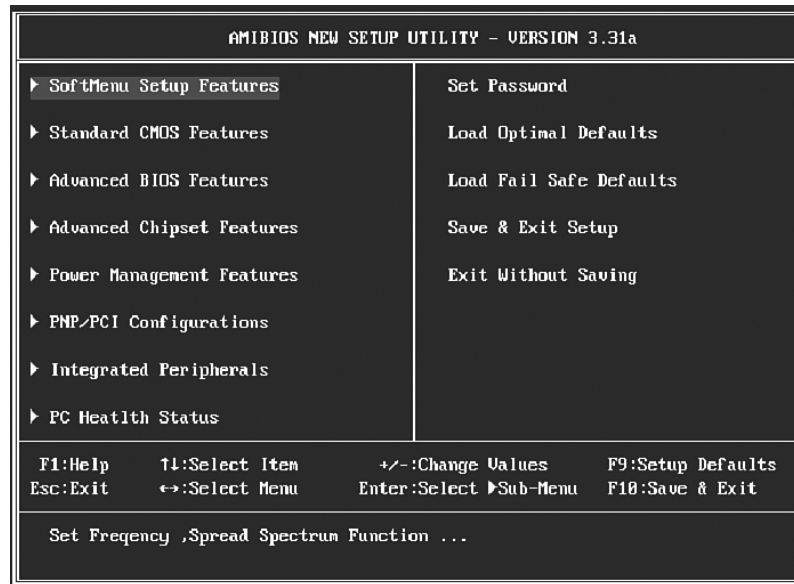 AMIBIOS NEW SETUP UTILITY - VERSION 3.31a
▶ SoftMenu Setup Features
▶ Standard CMOS Features
▶ Advanced BIOS Features
▶ Advanced Chipset Features
▶ Power Management Features
▶ PNP/PCI Configurations
▶ Integrated Peripherals
▶ PC Heatlth Status
Set Password
Load Optimal Defaults
Load Fail Safe Defaults
Save & Exit Setup
Exit Without Saving
F1:Help ↑↓:Select Item +/-:Change Values F9:Setup Defaults
Esc:Exit ↔:Select Menu Enter:Select ▶Sub-Menu F10:Save & Exit
Set Freqency ,Spread Spectrum Function ...